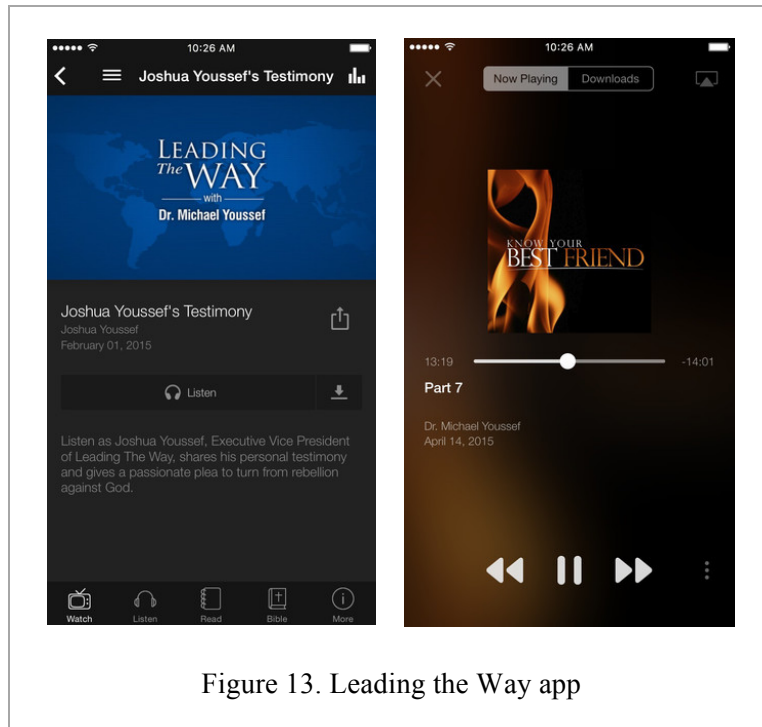 10:26 AM
Joshua Youssef's Testimony
LEADING
The WAY
with
Dr. Michael Youssef
Joshua Youssef's Testimony
Joshua Youssef
February 01, 2015
Listen
Listen as Joshua Youssef, Executive Vice President
of Leading The Way, shares his personal testimony
and gives a passionate plea to turn from rebellion
against God.
Watch Listen Read Bible More
10:26 AM
Now Playing Downloads
KNOW YOUR
BEST FRIEND
13:19 -14:01
Part 7
Dr. Michael Youssef
April 14, 2015
Figure 13. Leading the Way app